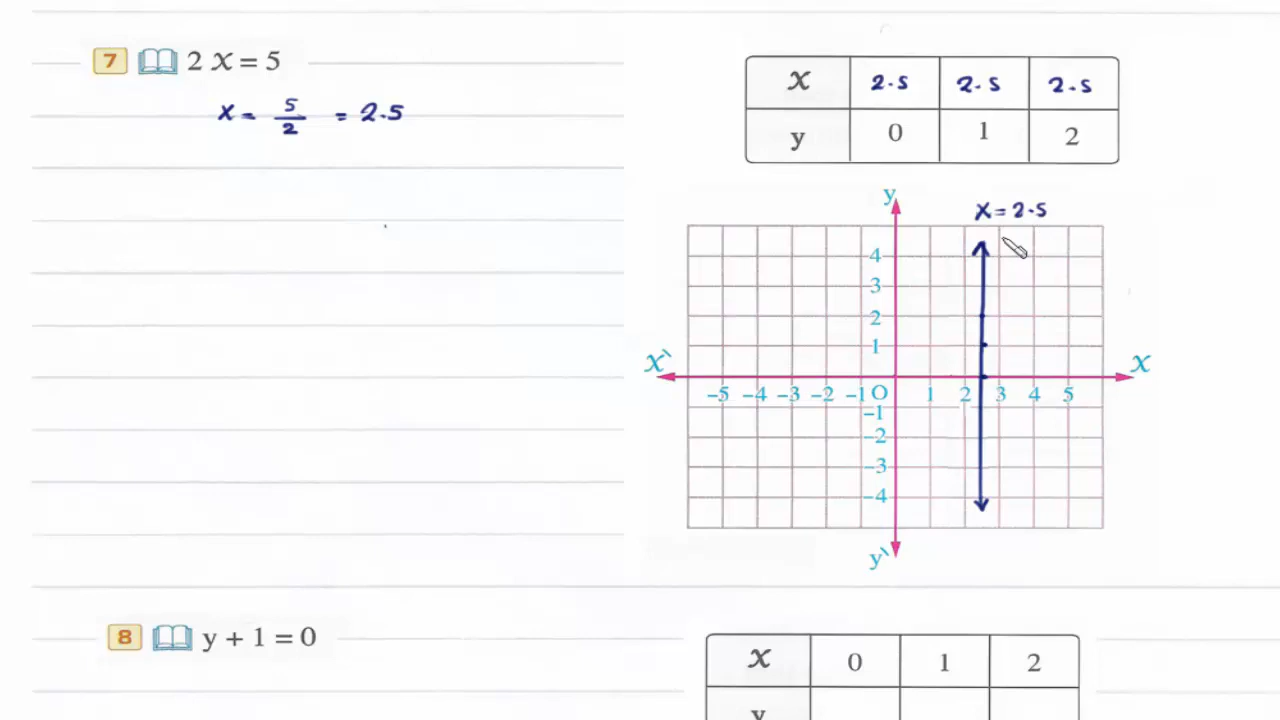 7 2 x = 5
x = 5/2 = 2.5
x 2.5 2.5 2.5
y 0 1 2
y
x = 2.5
4
3
2
1
x` x
-5 -4 -3 -2 -1 O 1 2 3 4 5
-1
-2
-3
-4
y`
8 y + 1 = 0
x 0 1 2
y